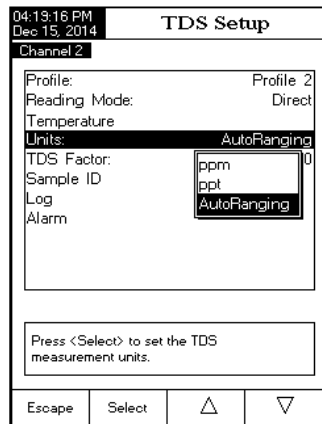 04:19:16 PM
Dec 15, 2014
TDS Setup
Channel 2
Profile: Profile 2
Reading Mode: Direct
Temperature
Units: AutoRanging
TDS Factor: 0
Sample ID
Log
Alarm
ppm
ppt
AutoRanging
Press <Select> to set the TDS
measurement units.
Escape Select △ ▽